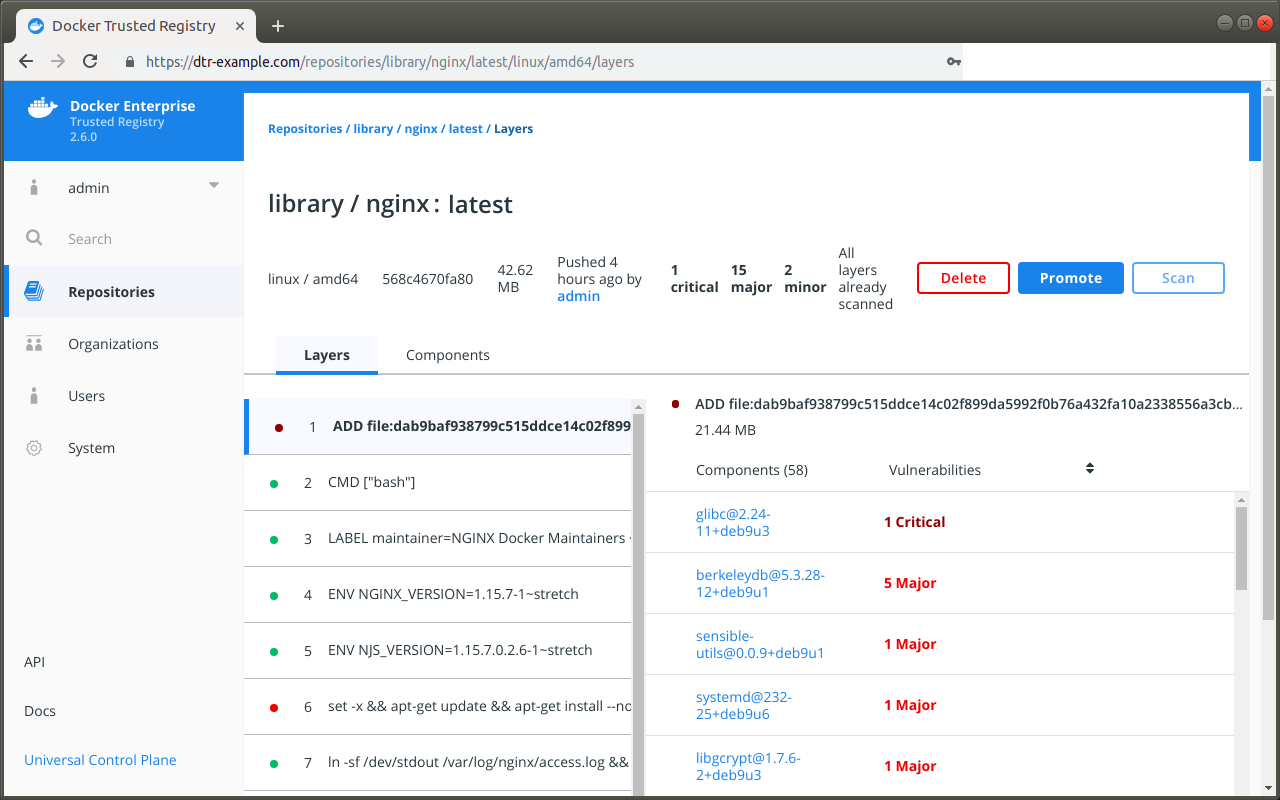 Docker Trusted Registry
https://dtr-example.com/repositories/library/nginx/latest/linux/amd64/layers
Docker Enterprise
Trusted Registry
2.6.0
admin
Search
Repositories
Organizations
Users
System
API
Docs
Universal Control Plane
Repositories / library / nginx / latest / Layers
library / nginx : latest
linux / amd64
568c4670fa80
42.62
MB
Pushed 4
hours ago by
admin
1
critical
15
major
2
minor
All
layers
already
scanned
Delete
Promote
Scan
Layers
Components
1 ADD file:dab9baf938799c515ddce14c02f899
2 CMD ["bash"]
3 LABEL maintainer=NGINX Docker Maintainers
4 ENV NGINX_VERSION=1.15.7-1~stretch
5 ENV NJS_VERSION=1.15.7.0.2.6-1~stretch
6 set -x && apt-get update && apt-get install --no
7 ln -sf /dev/stdout /var/log/nginx/access.log &&
ADD file:dab9baf938799c515ddce14c02f899da5992f0b76a432fa10a2338556a3cb...
21.44 MB
Components (58) Vulnerabilities
glibc@2.24-
11+deb9u3
1 Critical
berkeleydb@5.3.28-
12+deb9u1
5 Major
sensible-
utils@0.0.9+deb9u1
1 Major
systemd@232-
25+deb9u6
1 Major
libgcrypt@1.7.6-
2+deb9u3
1 Major